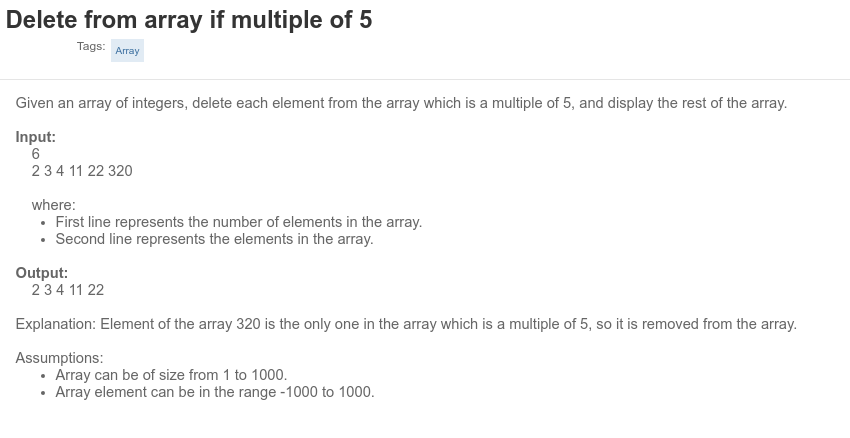 Delete from array if multiple of 5
Tags: Array
Given an array of integers, delete each element from the array which is a multiple of 5, and display the rest of the array.
Input:
6
2 3 4 11 22 320
where:
• First line represents the number of elements in the array.
• Second line represents the elements in the array.
Output:
2 3 4 11 22
Explanation: Element of the array 320 is the only one in the array which is a multiple of 5, so it is removed from the array.
Assumptions:
• Array can be of size from 1 to 1000.
• Array element can be in the range -1000 to 1000.